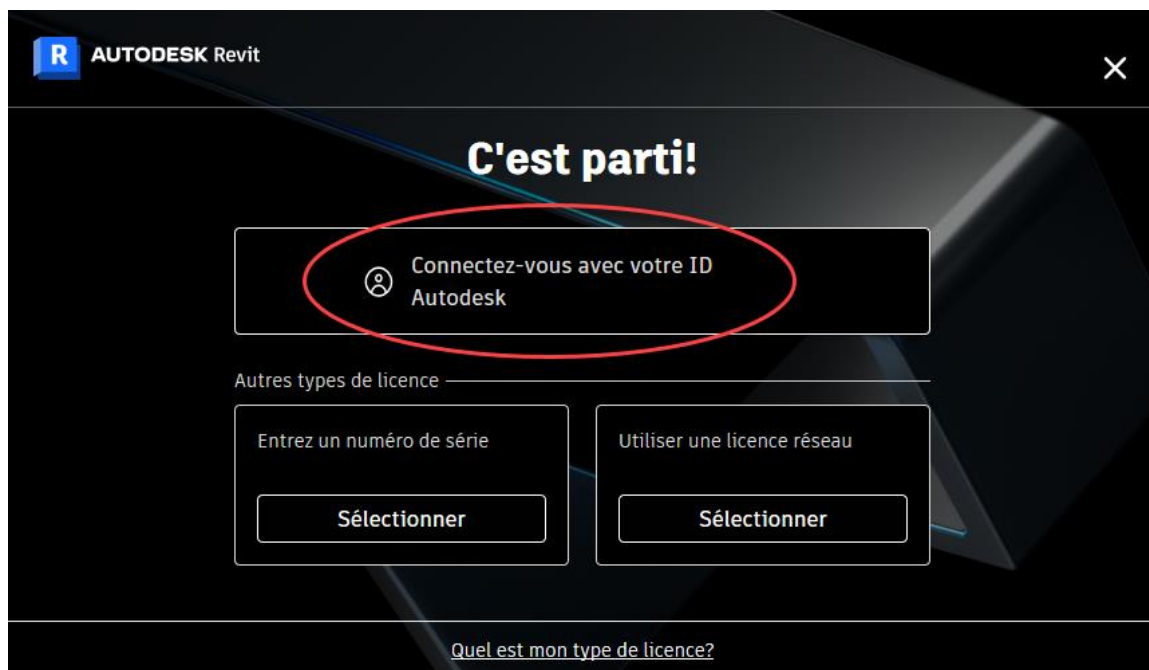 R AUTODESK Revit
C'est parti!
Connectez-vous avec votre ID
Autodesk
Autres types de licence
Entrez un numéro de série
Utiliser une licence réseau
Sélectionner
Sélectionner
Quel est mon type de licence?